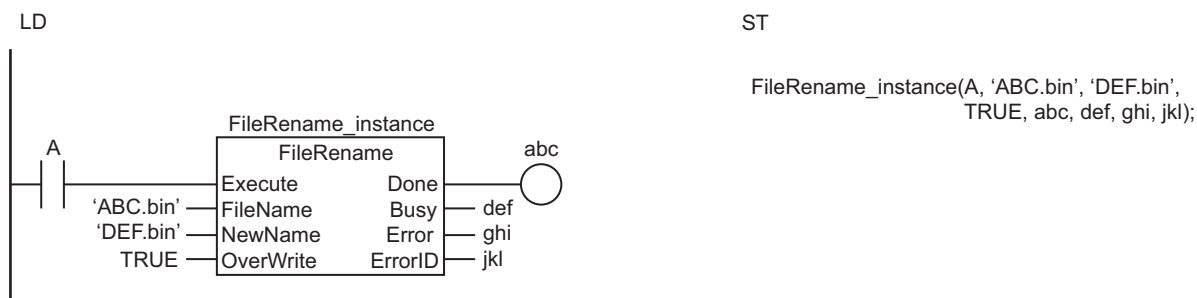 LD
ST
FileRename_instance(A, ‘ABC.bin’, ‘DEF.bin’,
TRUE, abc, def, ghi, jkl);
FileRename_instance
A
FileRename
abc
Execute Done
‘ABC.bin’ FileName Busy def
‘DEF.bin’ NewName Error ghi
TRUE OverWrite ErrorID jkl